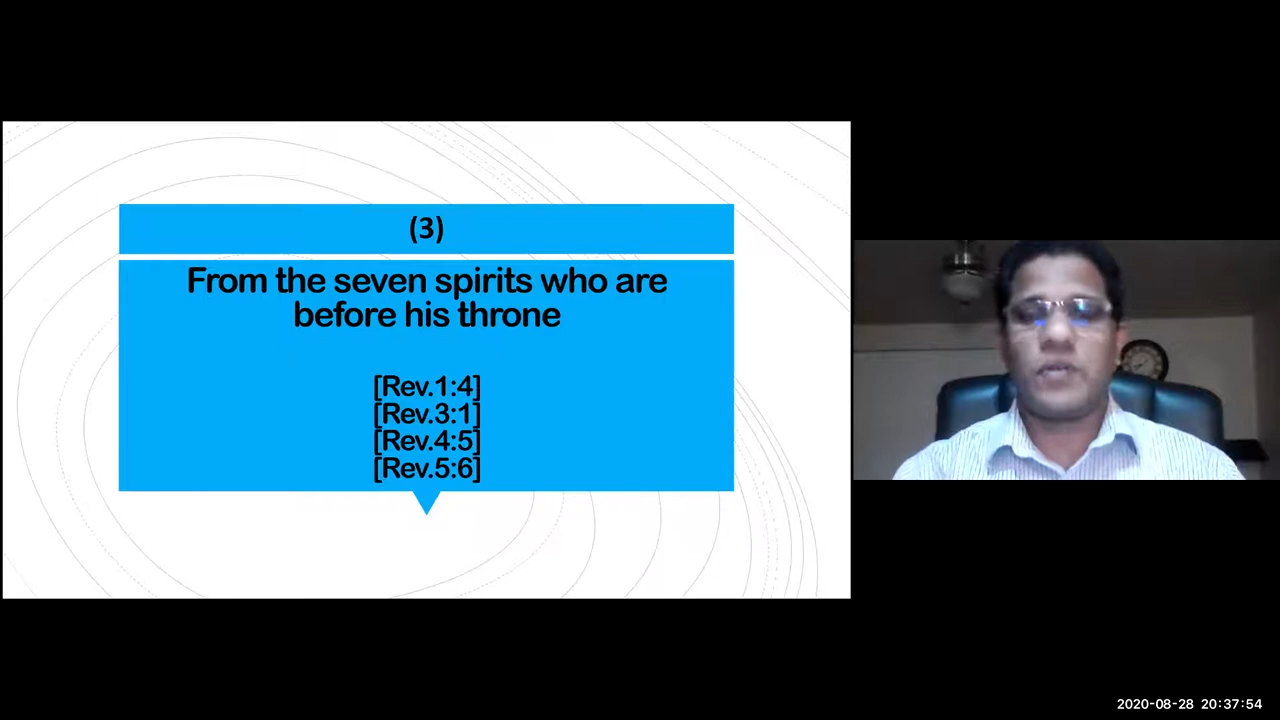 (3)
From the seven spirits who are
before his throne
[Rev.1:4]
[Rev.3:1]
[Rev.4:5]
[Rev.5:6]
2020-08-28 20:37:54